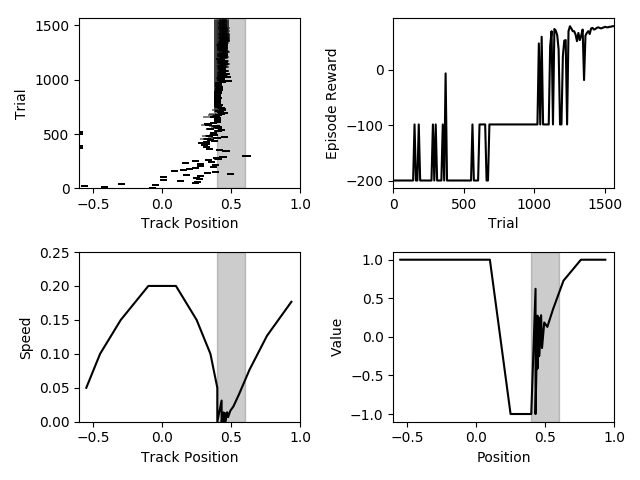 1500
1000
500
0
Trial
−0.5 0.0 0.5 1.0
Track Position
0
−100
−200
Episode Reward
0 500 1000 1500
Trial
0.25
0.20
0.15
0.10
0.05
0.00
Speed
−0.5 0.0 0.5 1.0
Track Position
1.0
0.5
0.0
−0.5
−1.0
Value
−0.5 0.0 0.5 1.0
Position